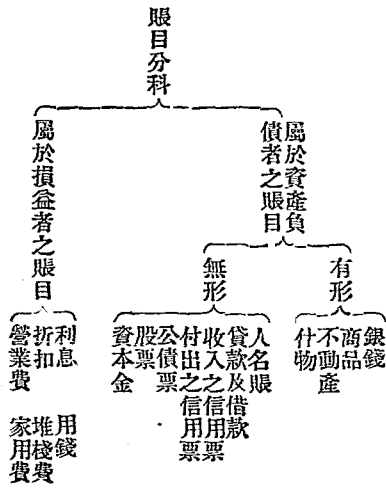 賬目分科
屬於資產負
債者之賬目
有形
銀錢
商品
不動產
什物
無形
人名賬
貸款及借款
收入之信用票
付出之信用票
公債票
股票
資本金
屬於損益者之賬目
利息
用錢
折扣
堆棧費
營業費
家用費